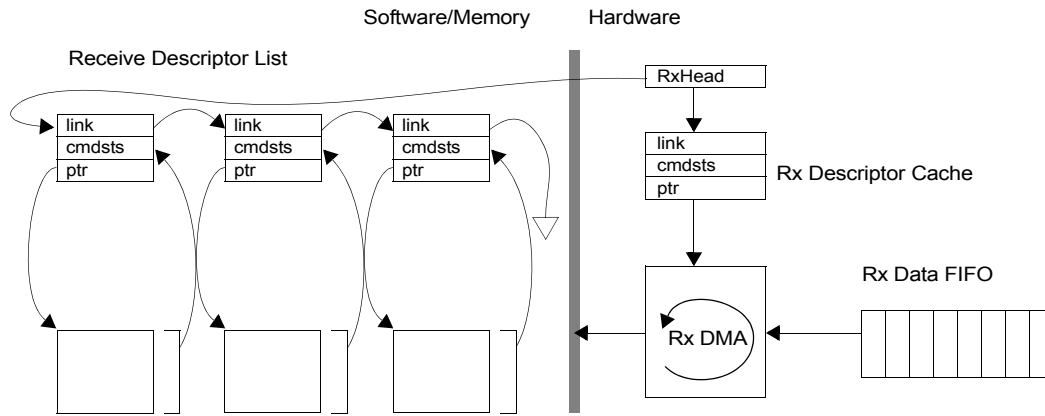 Software/Memory
Hardware
Receive Descriptor List
RxHead
link
cmdsts
ptr
link
cmdsts
ptr
link
cmdsts
ptr
link
cmdsts
ptr
Rx Descriptor Cache
Rx DMA
Rx Data FIFO